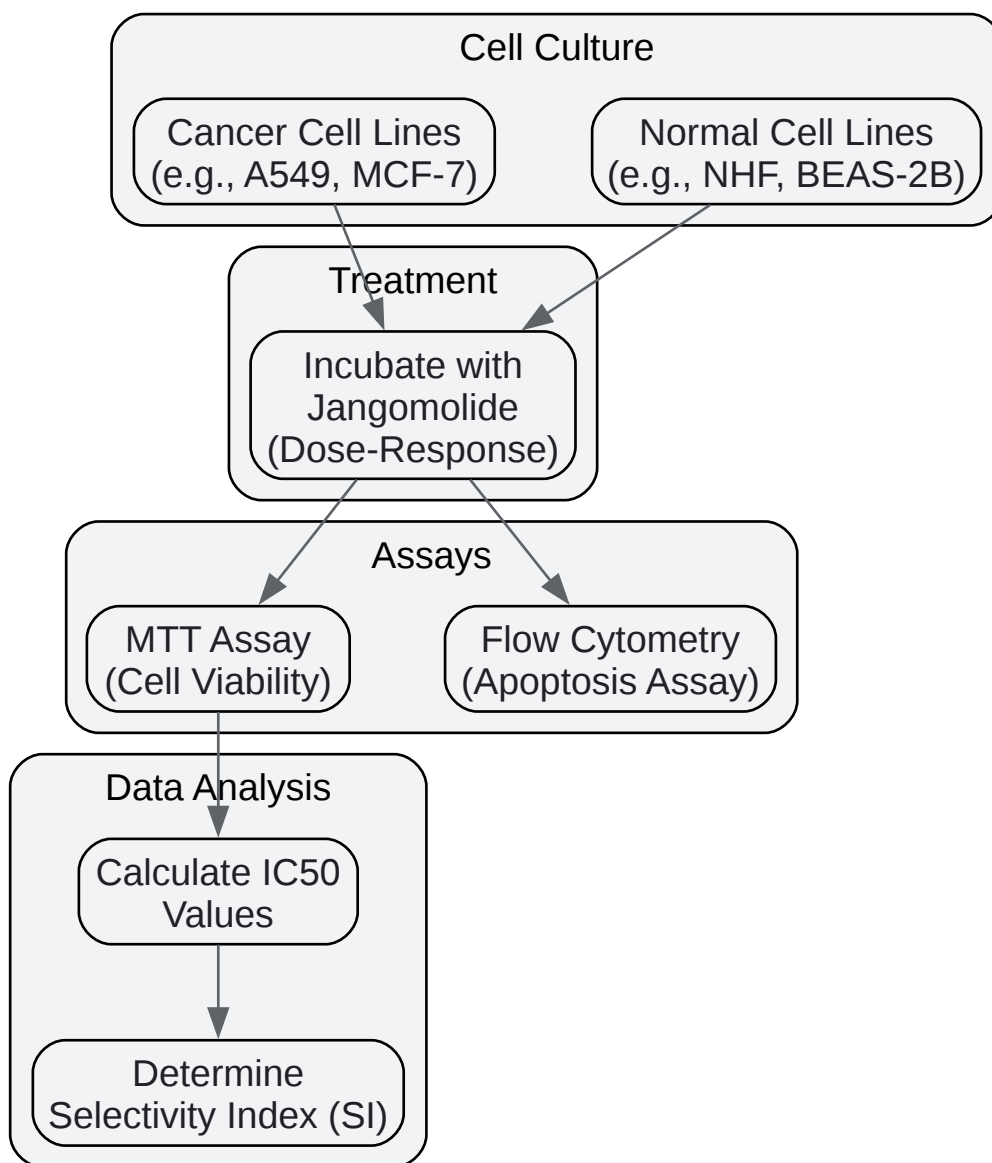 Cell Culture
Cancer Cell Lines
(e.g., A549, MCF-7)
Normal Cell Lines
(e.g., NHF, BEAS-2B)
Treatment
Incubate with
Jangomolide
(Dose-Response)
Assays
MTT Assay
(Cell Viability)
Flow Cytometry
(Apoptosis Assay)
Data Analysis
Calculate IC50
Values
Determine
Selectivity Index (SI)